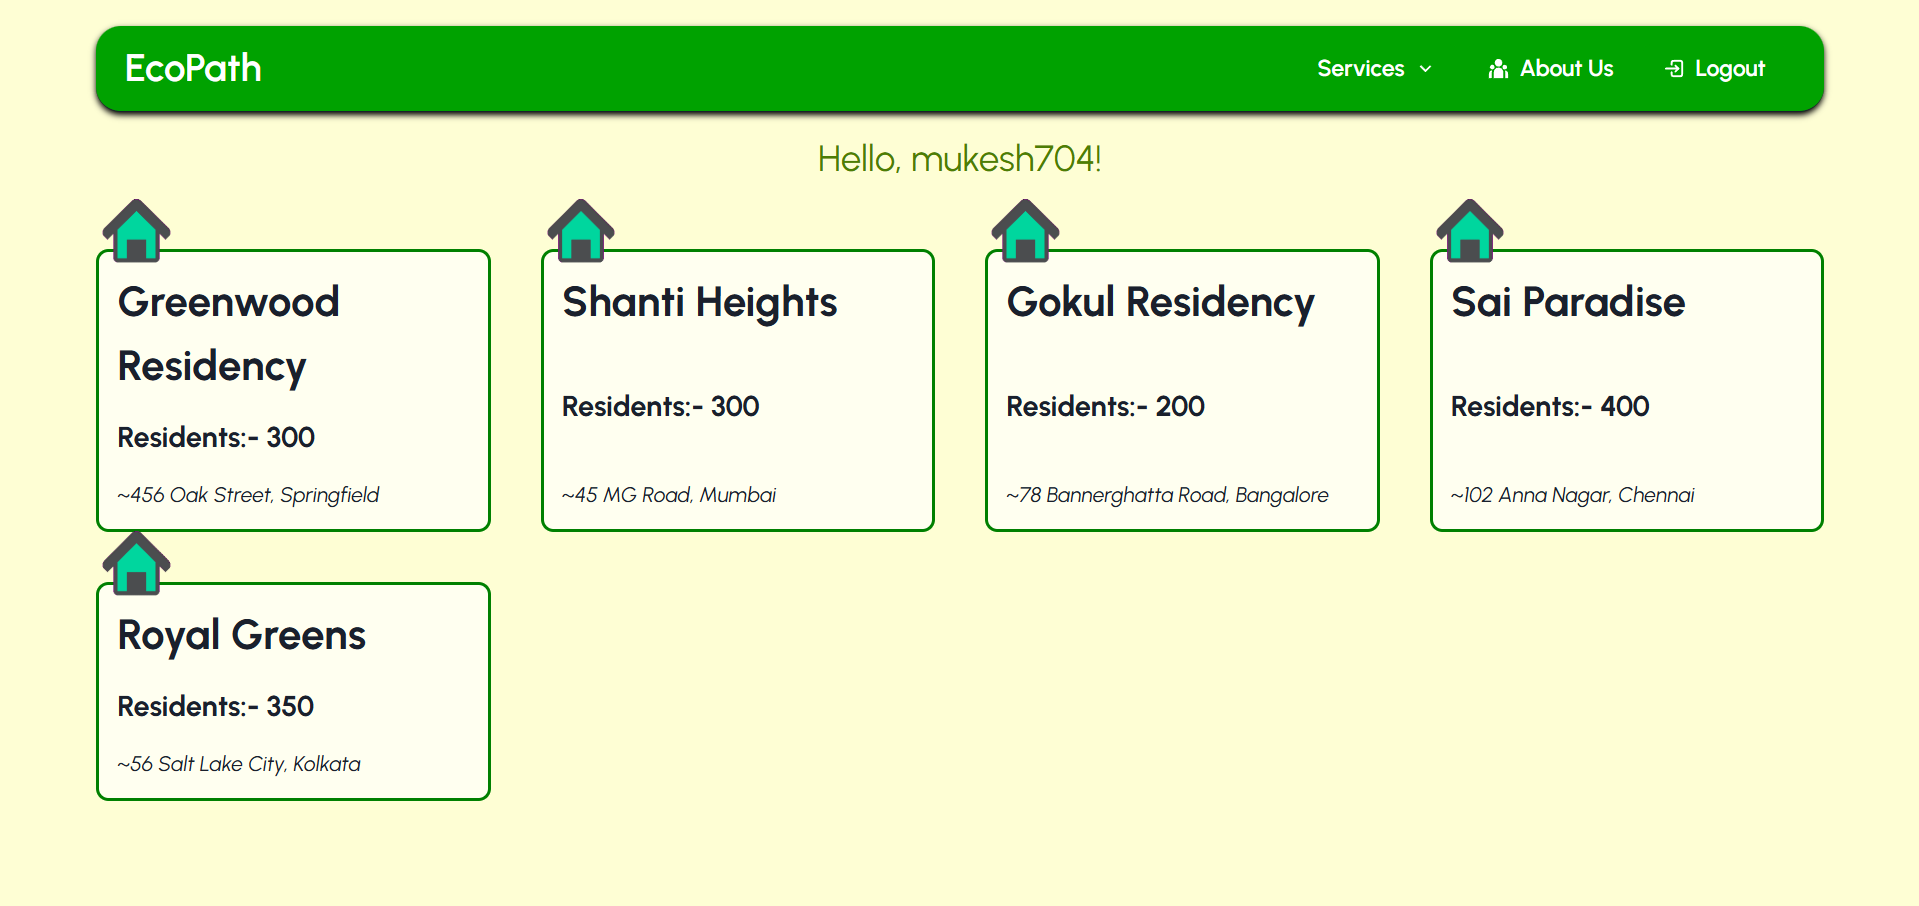 EcoPath
Services
About Us
Logout
Hello, mukesh704!
Greenwood
Residency
Residents:- 300
~456 Oak Street, Springfield
Shanti Heights
Residents:- 300
~45 MG Road, Mumbai
Gokul Residency
Residents:- 200
~78 Bannerghatta Road, Bangalore
Sai Paradise
Residents:- 400
~102 Anna Nagar, Chennai
Royal Greens
Residents:- 350
~56 Salt Lake City, Kolkata